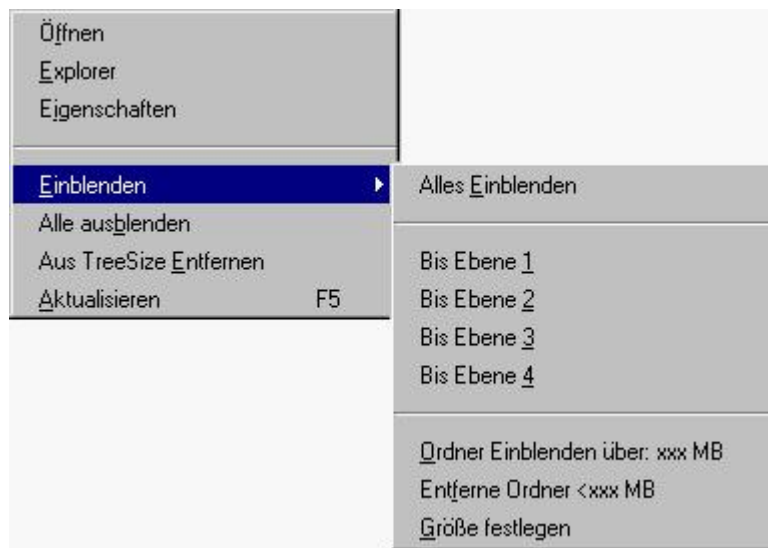 Öffnen
Explorer
Eigenschaften
Einblenden
Alle ausblenden
Aus TreeSize Entfernen
Aktualisieren F5
Alles Einblenden
Bis Ebene 1
Bis Ebene 2
Bis Ebene 3
Bis Ebene 4
Ordner Einblenden über: xxx MB
Entferne Ordner <xxx MB
Größe festlegen